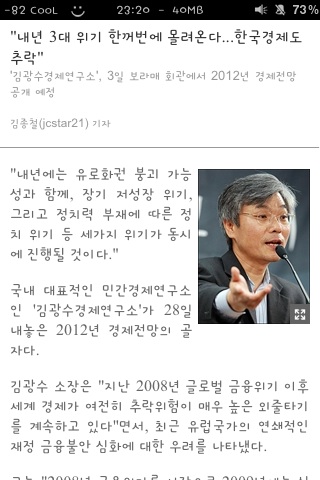 -82 COOL 23:20 - 40MB 73%
"내년 3대 위기 한꺼번에 몰려온다...한국경제도
추락"
'김광수경제연구소', 3일 보라매 회관에서 2012년 경제전망
공개 예정
김종철(jcstar21) 기자
"내년에는 유로화권 붕괴 가능
성과 함께, 장기 저성장 위기,
그리고 정치력 부재에 따른 정
치 위기 등 세가지 위기가 동시
에 진행될 것이다."
국내 대표적인 민간경제연구소
인 '김광수경제연구소'가 28일
내놓은 2012년 경제전망의 골
자다.
김광수 소장은 "지난 2008년 글로벌 금융위기 이후
세계 경제가 여전히 추락위험이 매우 높은 외줄타기
를 계속하고 있다"면서, 최근 유럽국가의 연쇄적인
재정 금융불안 심화에 대한 우려를 나타냈다.